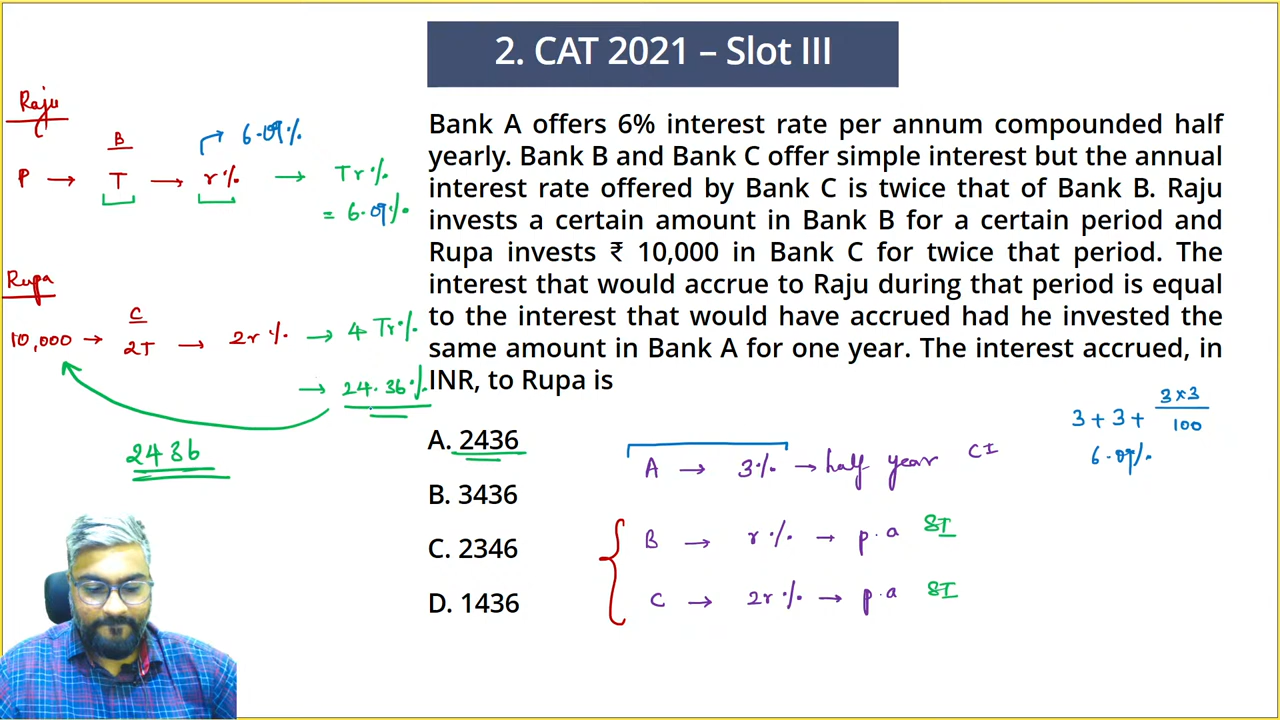 2. CAT 2021 – Slot III
Bank A offers 6% interest rate per annum compounded half
yearly. Bank B and Bank C offer simple interest but the annual
interest rate offered by Bank C is twice that of Bank B. Raju
invests a certain amount in Bank B for a certain period and
Rupa invests ₹ 10,000 in Bank C for twice that period. The
interest that would accrue to Raju during that period is equal
to the interest that would have accrued had he invested the
same amount in Bank A for one year. The interest accrued, in
INR, to Rupa is
A. 2436
B. 3436
C. 2346
D. 1436
Raju
B
6.09%
P → T → r% → Tr%
= 6.09%
Rupa
C
10,000 → 2T → 2r% → 4Tr%
→ 24.36%
2436
A → 3% → half year CI
B → r% → p.a SI
C → 2r% → p.a SI
3 + 3 + 3×3
100
6.09%